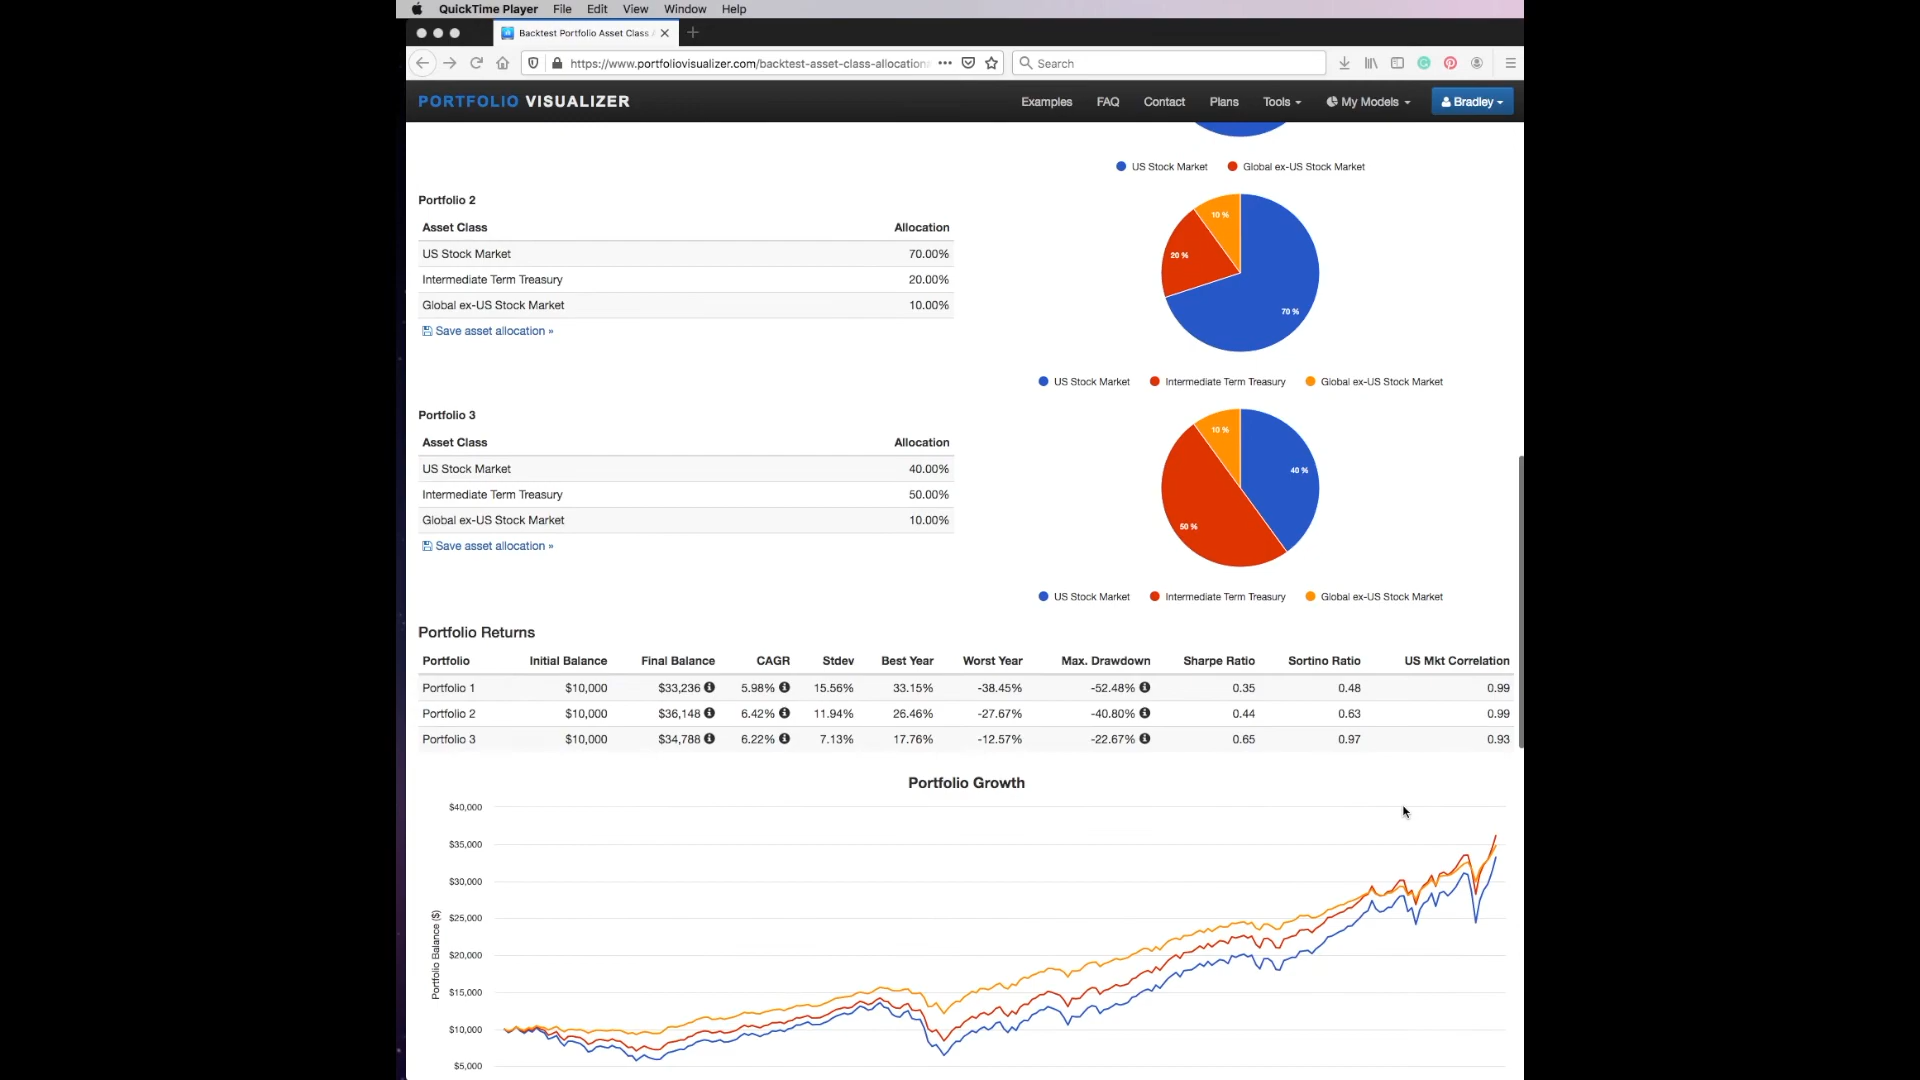 QuickTime Player File Edit View Window Help
Backtest Portfolio Asset Class
https://www.portfoliovisualizer.com/backtest-asset-class-allocation
Search
PORTFOLIO VISUALIZER
Examples FAQ Contact Plans Tools My Models Bradley
US Stock Market Global ex-US Stock Market
Portfolio 2
Asset Class Allocation
US Stock Market 70.00%
Intermediate Term Treasury 20.00%
Global ex-US Stock Market 10.00%
Save asset allocation »
10 %
20 %
70 %
US Stock Market Intermediate Term Treasury Global ex-US Stock Market
Portfolio 3
Asset Class Allocation
US Stock Market 40.00%
Intermediate Term Treasury 50.00%
Global ex-US Stock Market 10.00%
Save asset allocation »
10 %
40 %
50 %
US Stock Market Intermediate Term Treasury Global ex-US Stock Market
Portfolio Returns
Portfolio Initial Balance Final Balance CAGR Stdev Best Year Worst Year Max. Drawdown Sharpe Ratio Sortino Ratio US Mkt Correlation
Portfolio 1 $10,000 $33,236 5.98% 15.56% 33.15% -38.45% -52.48% 0.35 0.48 0.99
Portfolio 2 $10,000 $36,148 6.42% 11.94% 26.46% -27.67% -40.80% 0.44 0.63 0.99
Portfolio 3 $10,000 $34,788 6.22% 7.13% 17.76% -12.57% -22.67% 0.65 0.97 0.93
Portfolio Growth
Portfolio Balance ($)
$40,000
$35,000
$30,000
$25,000
$20,000
$15,000
$10,000
$5,000